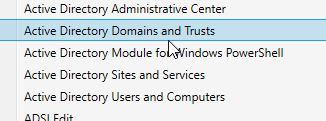 Active Directory Administrative Center
Active Directory Domains and Trusts
Active Directory Module for Windows PowerShell
Active Directory Sites and Services
Active Directory Users and Computers
ADSI Edit